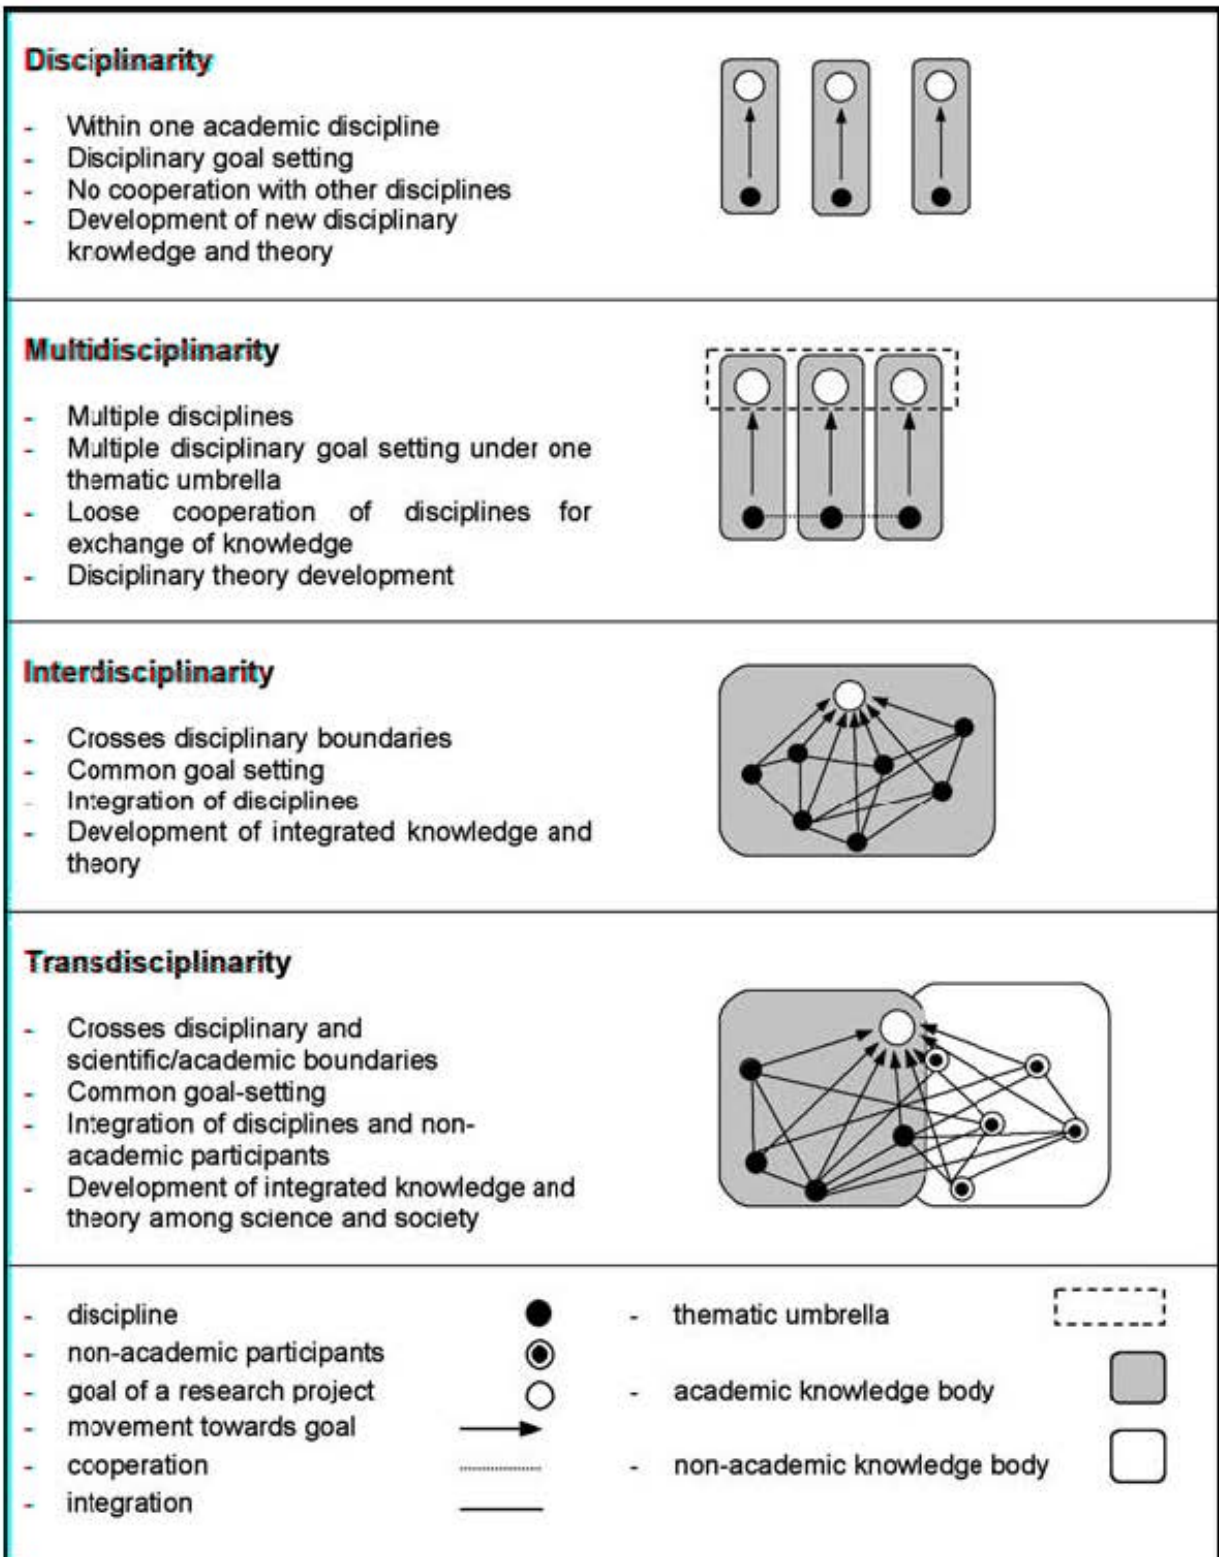 Disciplinarity
- Within one academic discipline
- Disciplinary goal setting
- No cooperation with other disciplines
- Development of new disciplinary
knowledge and theory
Multidisciplinarity
- Multiple disciplines
- Multiple disciplinary goal setting under one
thematic umbrella
- Loose cooperation of disciplines for
exchange of knowledge
- Disciplinary theory development
Interdisciplinarity
- Crosses disciplinary boundaries
- Common goal setting
- Integration of disciplines
- Development of integrated knowledge and
theory
Transdisciplinarity
- Crosses disciplinary and
scientific/academic boundaries
- Common goal-setting
- Integration of disciplines and non-
academic participants
- Development of integrated knowledge and
theory among science and society
- discipline
- non-academic participants
- goal of a research project
- movement towards goal
- cooperation
- integration
- thematic umbrella
- academic knowledge body
- non-academic knowledge body